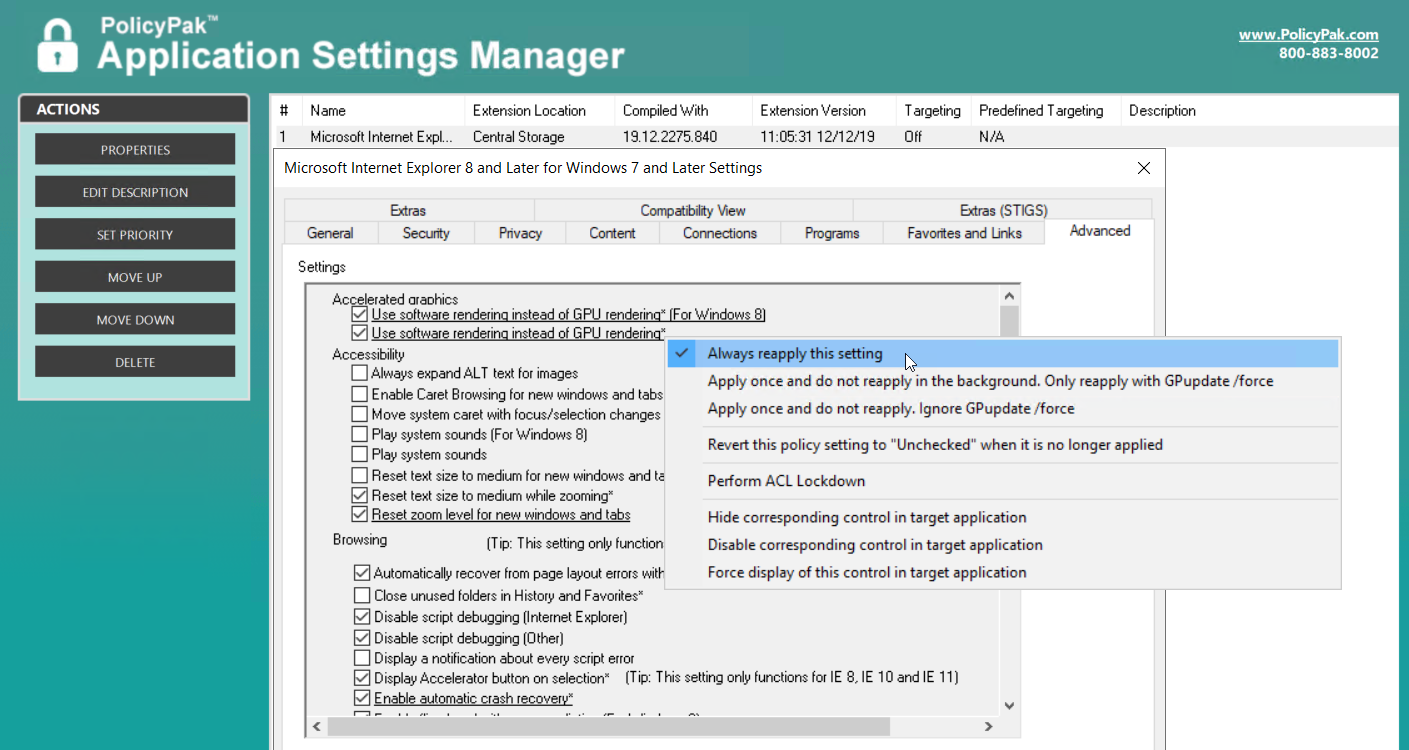 PolicyPak™
Application Settings Manager
www.PolicyPak.com
800-883-8002
ACTIONS
PROPERTIES
EDIT DESCRIPTION
SET PRIORITY
MOVE UP
MOVE DOWN
DELETE
# Name Extension Location Compiled With Extension Version Targeting Predefined Targeting Description
1 Microsoft Internet Expl... Central Storage 19.12.2275.840 11:05:31 12/12/19 Off N/A
Microsoft Internet Explorer 8 and Later for Windows 7 and Later Settings
Extras Compatibility View Extras (STIGS)
General Security Privacy Content Connections Programs Favorites and Links Advanced
Settings
Accelerated graphics
Use software rendering instead of GPU rendering* (For Windows 8)
Use software rendering instead of GPU rendering*
Accessibility
Always expand ALT text for images
Enable Caret Browsing for new windows and tabs
Move system caret with focus/selection changes
Play system sounds (For Windows 8)
Play system sounds
Reset text size to medium for new windows and ta
Reset text size to medium while zooming*
Reset zoom level for new windows and tabs
Browsing (Tip: This setting only function
Automatically recover from page layout errors with
Close unused folders in History and Favorites*
Disable script debugging (Internet Explorer)
Disable script debugging (Other)
Display a notification about every script error
Display Accelerator button on selection* (Tip: This setting only functions for IE 8, IE 10 and IE 11)
Enable automatic crash recovery*
Always reapply this setting
Apply once and do not reapply in the background. Only reapply with GPupdate /force
Apply once and do not reapply. Ignore GPupdate /force
Revert this policy setting to "Unchecked" when it is no longer applied
Perform ACL Lockdown
Hide corresponding control in target application
Disable corresponding control in target application
Force display of this control in target application